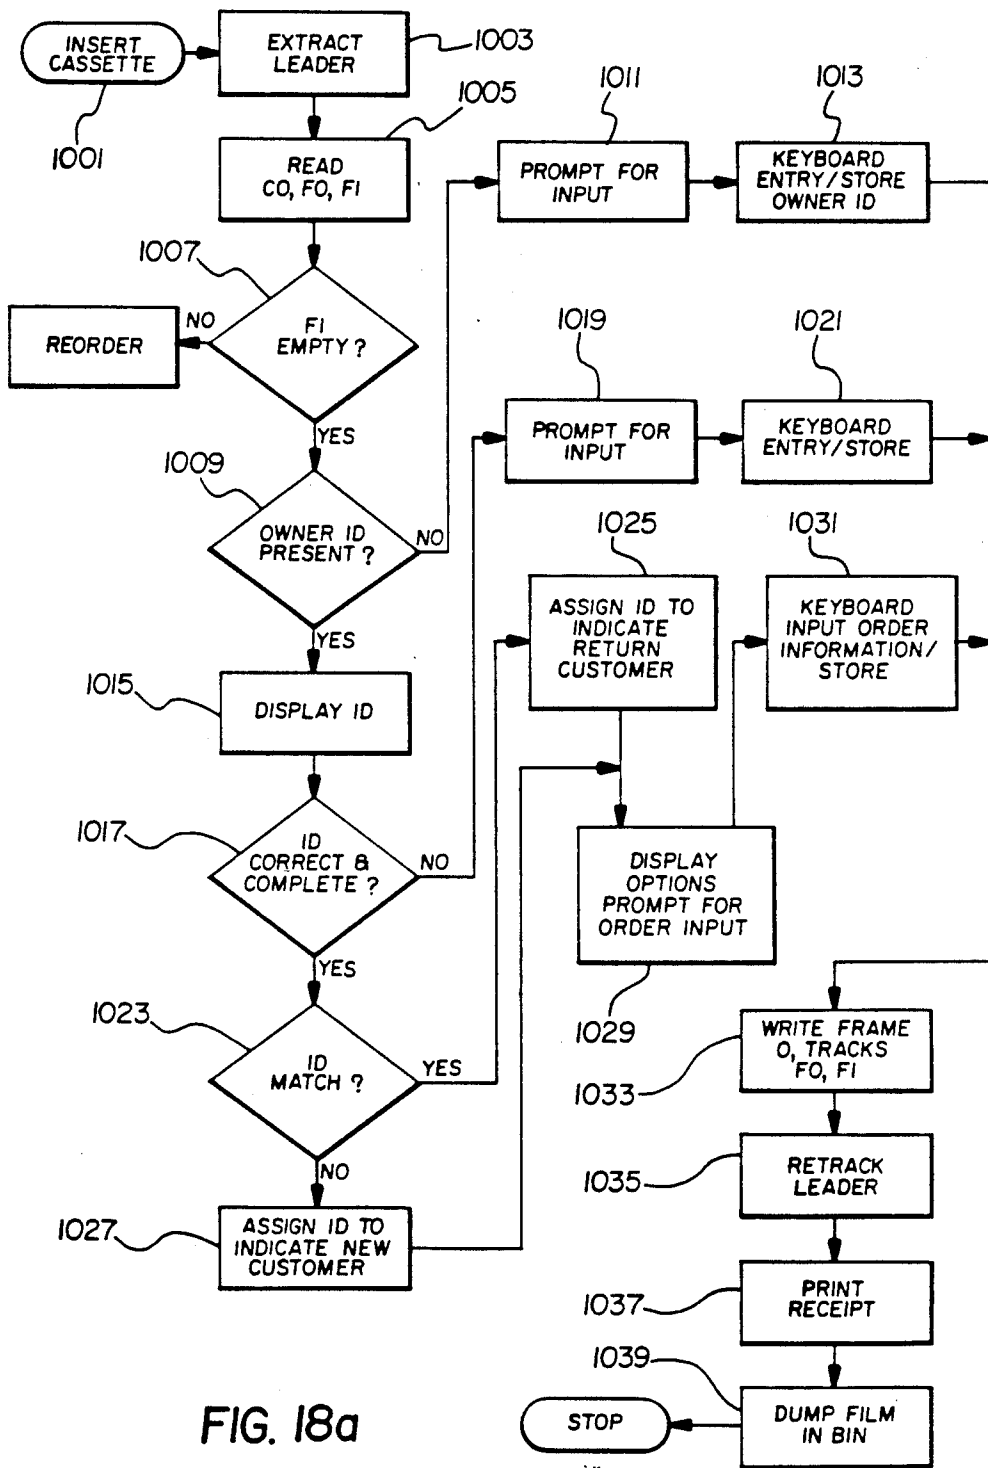 INSERT
CASSETTE
1001
EXTRACT
LEADER
1003
READ
CO, FO, FI
1005
FI
EMPTY?
1007
NO
REORDER
YES
OWNER ID
PRESENT?
1009
NO
YES
PROMPT FOR
INPUT
1011
KEYBOARD
ENTRY/STORE
OWNER ID
1013
DISPLAY ID
1015
ID
CORRECT &
COMPLETE?
1017
NO
YES
PROMPT FOR
INPUT
1019
KEYBOARD
ENTRY/STORE
1021
ID
MATCH?
1023
YES
NO
ASSIGN ID TO
INDICATE
RETURN
CUSTOMER
1025
ASSIGN ID TO
INDICATE NEW
CUSTOMER
1027
DISPLAY
OPTIONS
PROMPT FOR
ORDER INPUT
1029
KEYBOARD
INPUT ORDER
INFORMATION/
STORE
1031
WRITE FRAME
O, TRACKS
FO, FI
1033
RETRACK
LEADER
1035
PRINT
RECEIPT
1037
DUMP FILM
IN BIN
1039
STOP
FIG. 18a